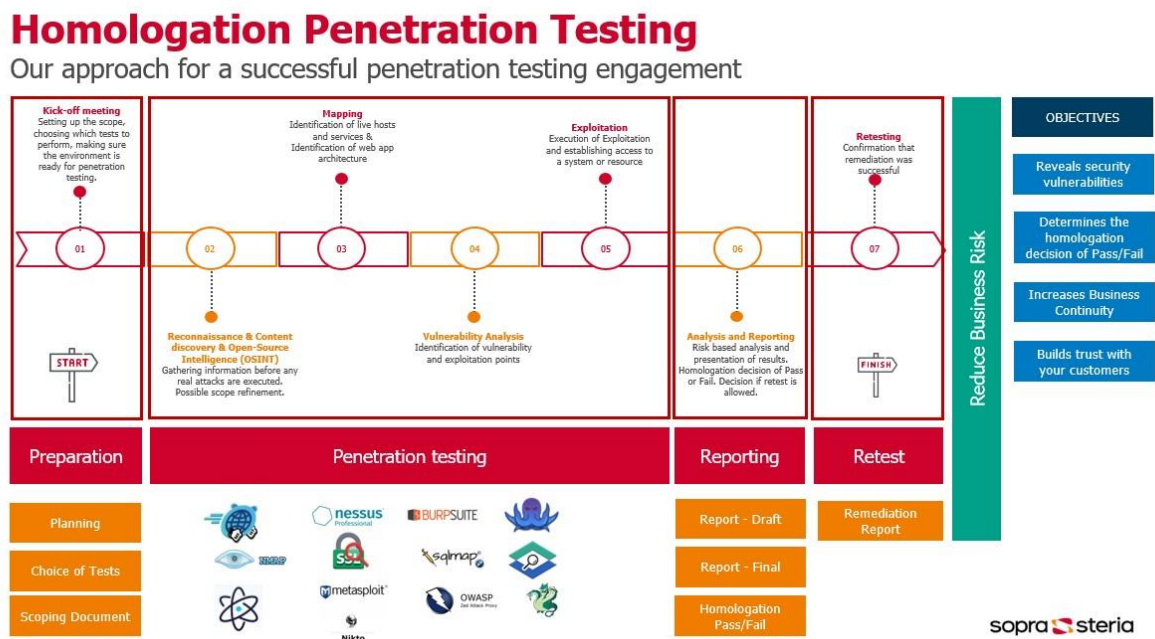 Homologation Penetration Testing
Our approach for a successful penetration testing engagement
Kick-off meeting
Setting up the scope,
choosing which tests to
perform, making sure
the environment is
ready for penetration
testing.
Mapping
Identification of live hosts
and services &
Identification of web app
architecture
Exploitation
Execution of Exploitation
and establishing access to
a system or resource
Retesting
Confirmation that
remediation was
successful
01
02
03
04
05
06
07
START
Reconnaissance & Content
discovery & Open-Source
Intelligence (OSINT)
Gathering information before any
real attacks are executed.
Possible scope refinement.
Vulnerability Analysis
Identification of vulnerability
and exploitation points
Analysis and Reporting
Risk based analysis and
presentation of results.
Homologation decision of Pass
or Fail. Decision if retest is
allowed.
FINISH
Preparation
Penetration testing
Reporting
Retest
Planning
Choice of Tests
Scoping Document
nessus
Professional
BURPSUITE
NMAP
SSL
sqlmap
metasploit
OWASP
Zed Attack Proxy
Nikto
Report - Draft
Report - Final
Homologation
Pass/Fail
Remediation
Report
Reduce Business Risk
OBJECTIVES
Reveals security
vulnerabilities
Determines the
homologation
decision of Pass/Fail
Increases Business
Continuity
Builds trust with
your customers
sopra steria